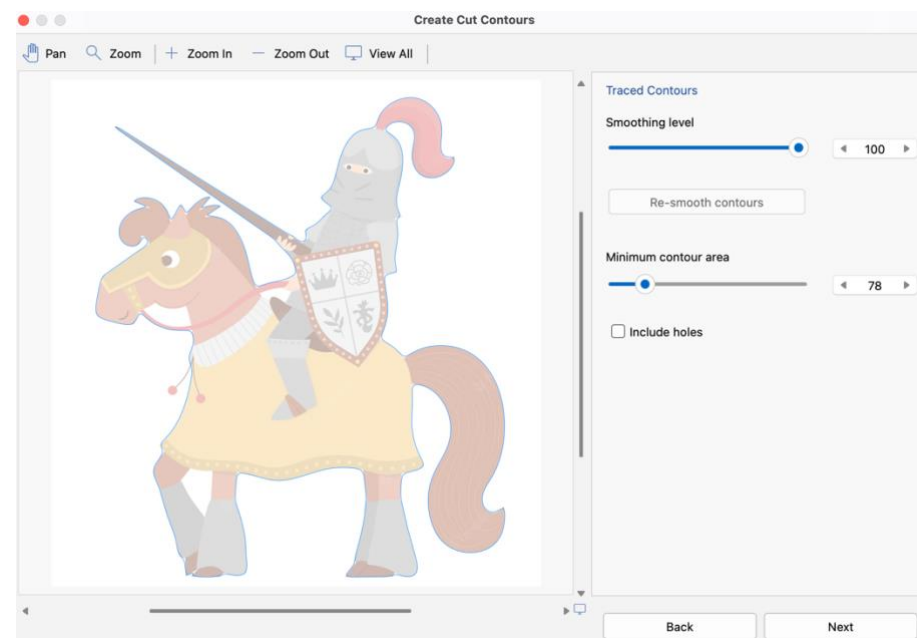 Create Cut Contours
Pan Zoom Zoom In Zoom Out View All
Traced Contours
Smoothing level
100
Re-smooth contours
Minimum contour area
78
Include holes
Back Next